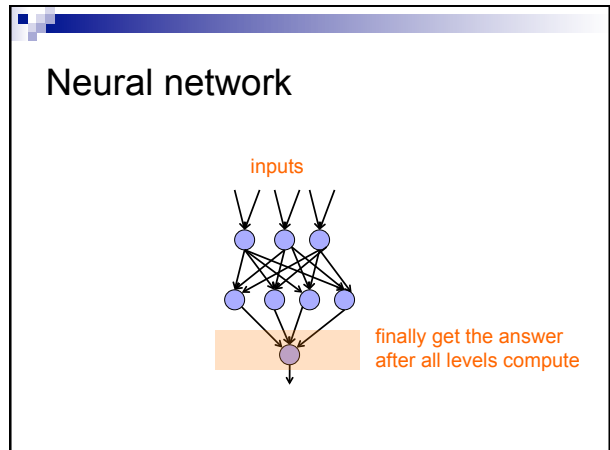 Neural network
inputs
finally get the answer
after all levels compute